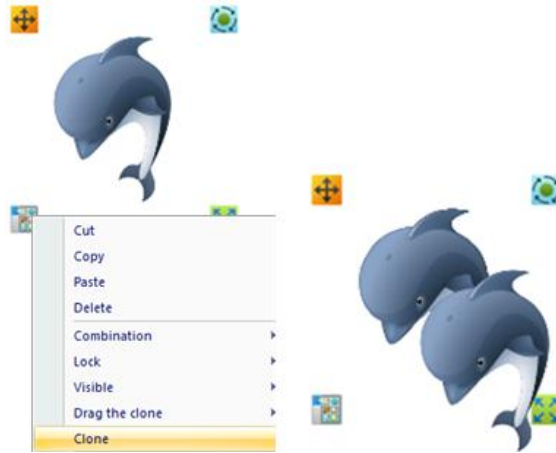 Cut
Copy
Paste
Delete
Combination
Lock
Visible
Drag the clone
Clone